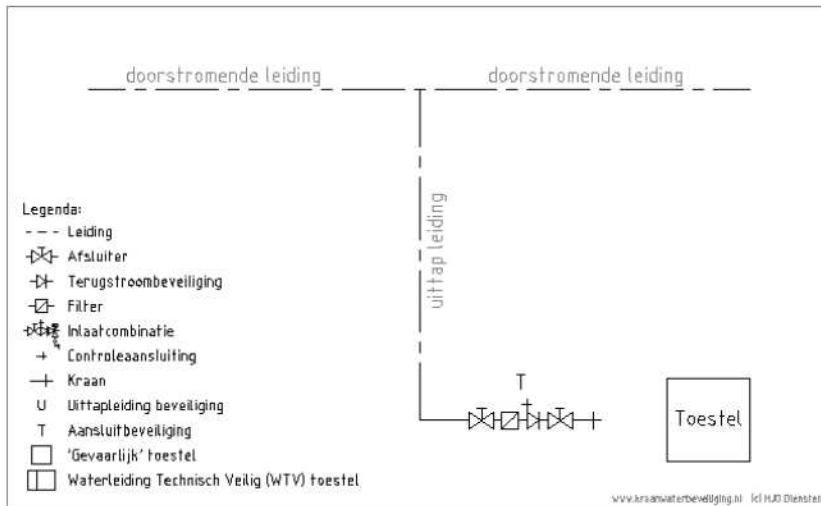 doorstromende leiding
doorstromende leiding
uittap leiding
Legenda:
Leiding
Afsluiter
Terugstroombeveiliging
Filter
Inlaatcombinatie
Controleaansluiting
Kraan
U Uittapleiding beveiliging
T Aansluitbeveiliging
'Gevaarlijk' toestel
Waterleiding Technisch Veilig (WTV) toestel
T
Toestel
www.kraanwaterbeveiliging.nl (c) HJO Diensten